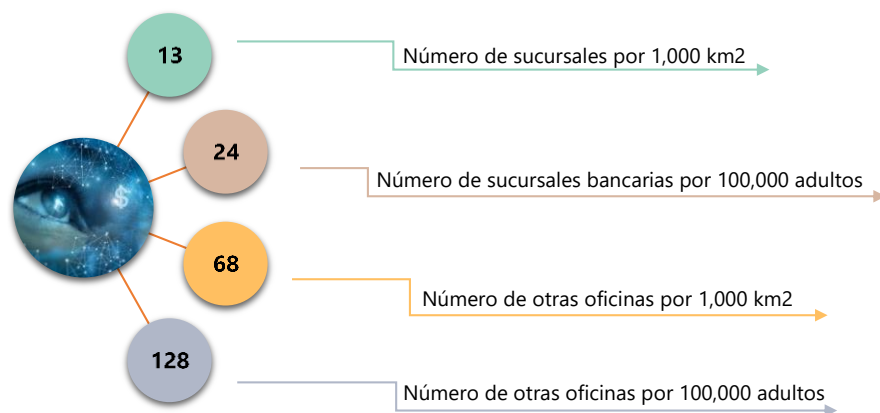 13
Número de sucursales por 1,000 km2
24
Número de sucursales bancarias por 100,000 adultos
68
Número de otras oficinas por 1,000 km2
128
Número de otras oficinas por 100,000 adultos
$